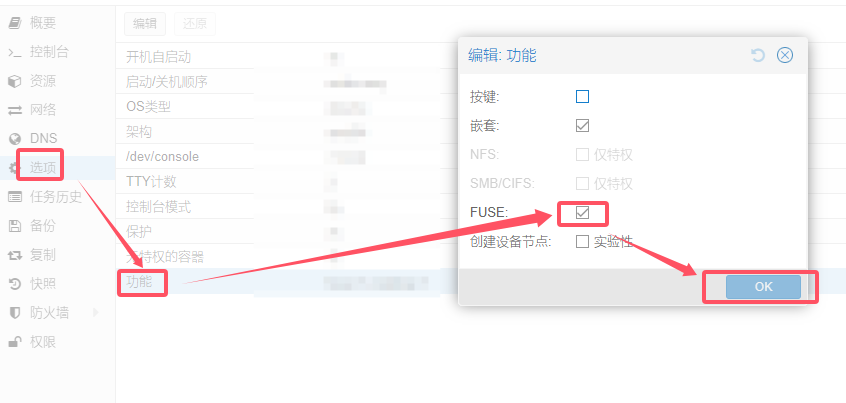 概要
控制台
资源
网络
DNS
选项
任务历史
备份
复制
快照
防火墙
权限
编辑 还原
开机自启动
启动/关机顺序
OS类型
架构
/dev/console
TTY计数
控制台模式
保护
无特权的容器
功能
编辑: 功能
按键:
嵌套:
NFS: 仅特权
SMB/CIFS: 仅特权
FUSE:
创建设备节点: 实验性
OK